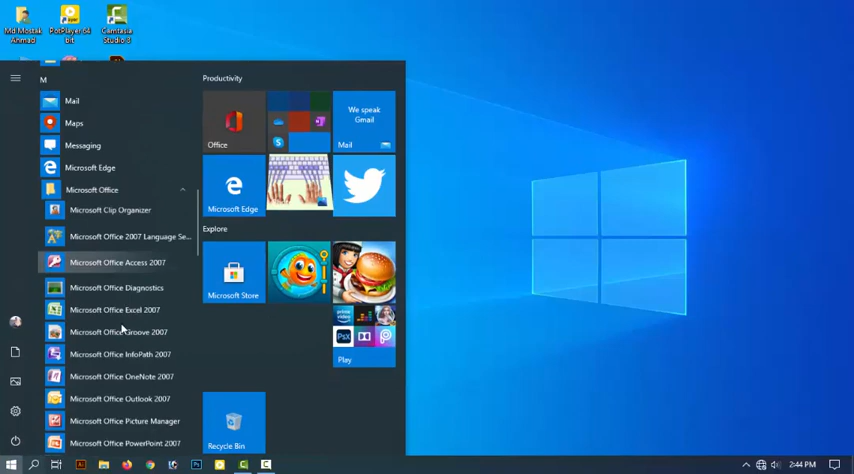 Md.Mostak
Ahmad
PotPlayer 64
bit
Camtasia
Studio 8
M
Mail
Maps
Messaging
Microsoft Edge
Microsoft Office
Microsoft Clip Organizer
Microsoft Office 2007 Language Se...
Microsoft Office Access 2007
Microsoft Office Diagnostics
Microsoft Office Excel 2007
Microsoft Office Groove 2007
Microsoft Office InfoPath 2007
Microsoft Office OneNote 2007
Microsoft Office Outlook 2007
Microsoft Office Picture Manager
Microsoft Office PowerPoint 2007
Productivity
Office
We speak
Gmail
Mail
Microsoft Edge
Explore
Microsoft Store
Play
Recycle Bin
2:44 PM